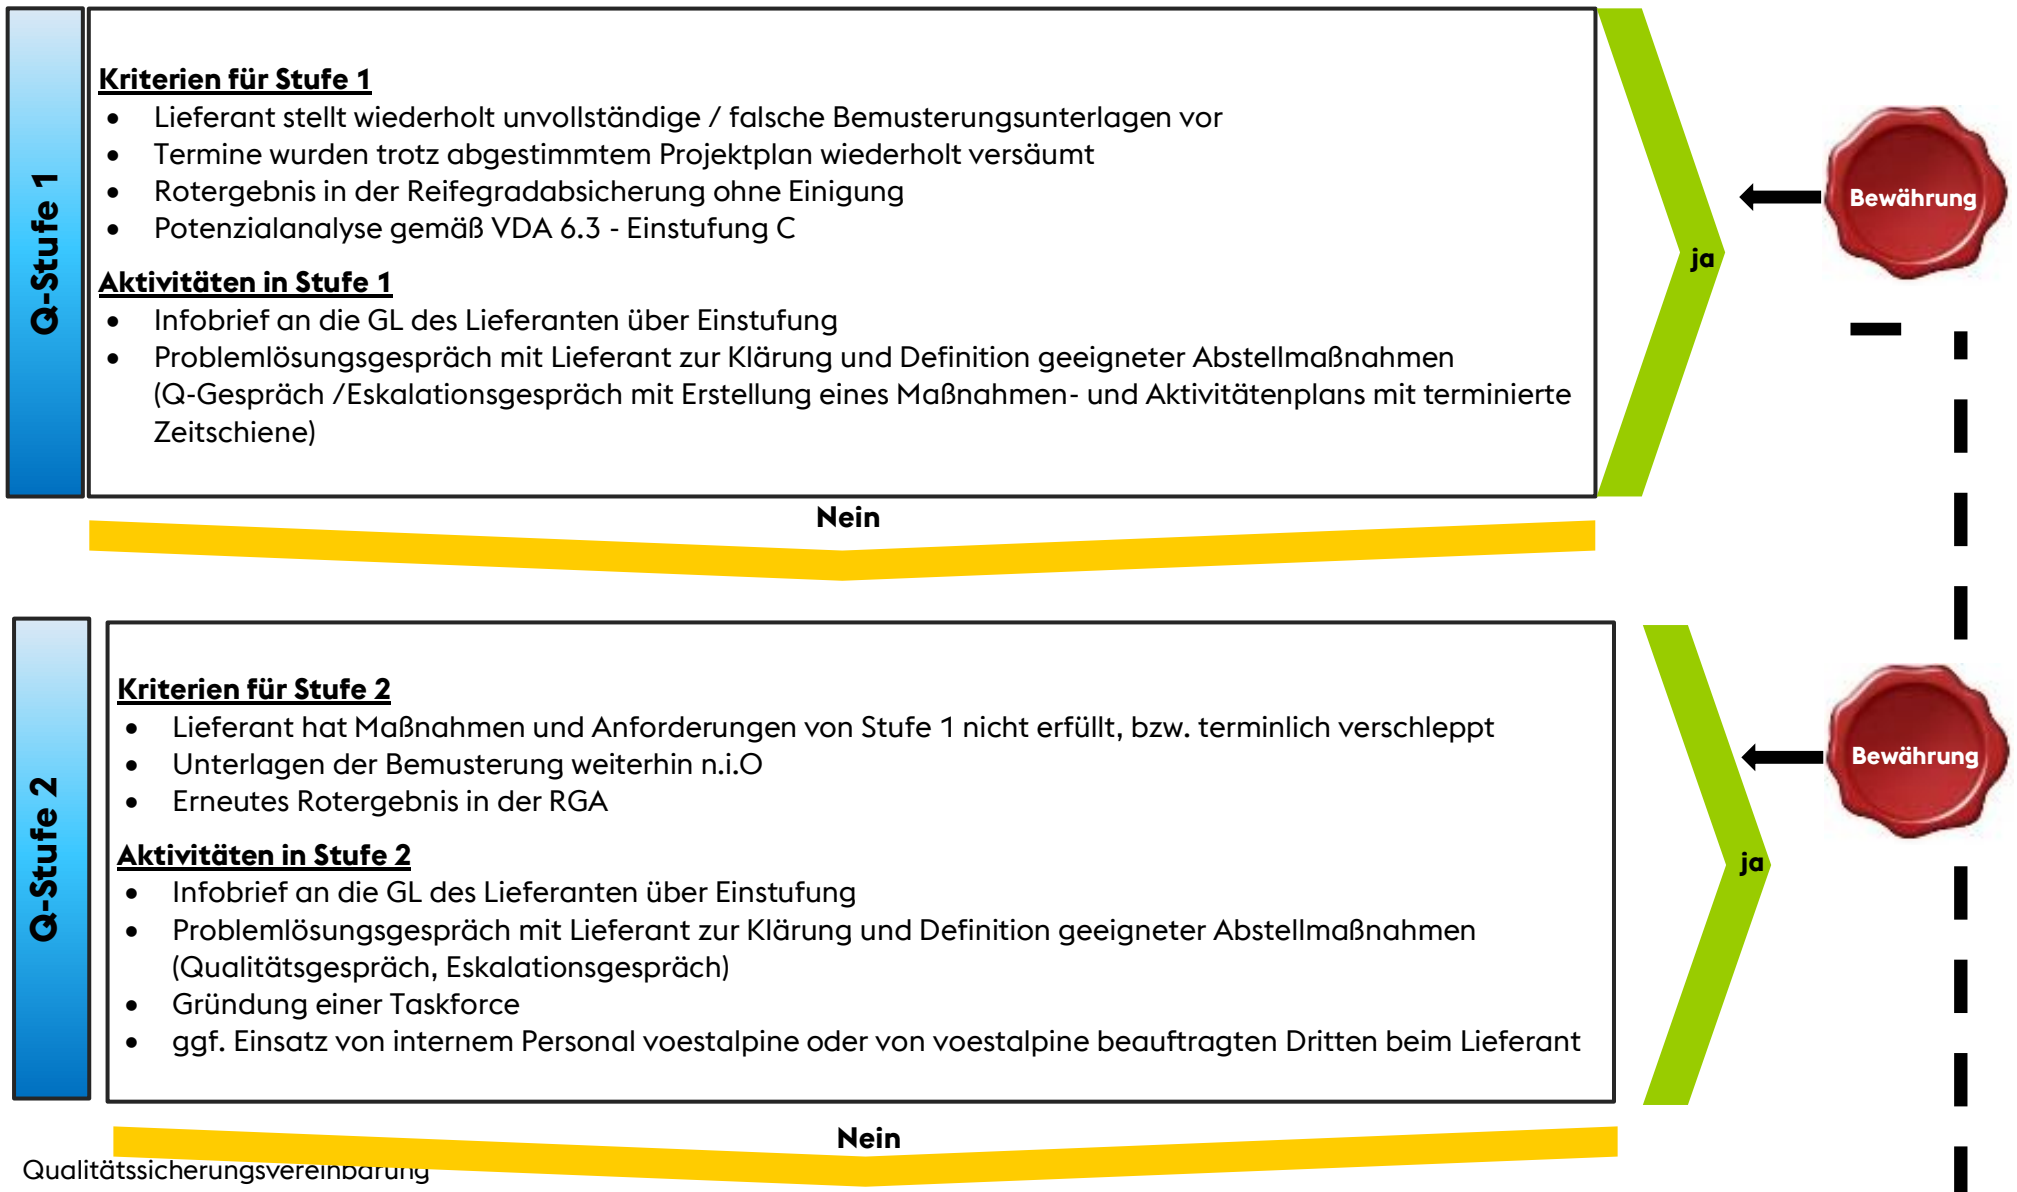 Q-Stufe 1
Kriterien für Stufe 1
• Lieferant stellt wiederholt unvollständige / falsche Bemusterungsunterlagen vor
• Termine wurden trotz abgestimmtem Projektplan wiederholt versäumt
• Rotergebnis in der Reifegradabsicherung ohne Einigung
• Potenzialanalyse gemäß VDA 6.3 - Einstufung C
Aktivitäten in Stufe 1
• Infobrief an die GL des Lieferanten über Einstufung
• Problemlösungsgespräch mit Lieferant zur Klärung und Definition geeigneter Abstellmaßnahmen
(Q-Gespräch /Eskalationsgespräch mit Erstellung eines Maßnahmen- und Aktivitätenplans mit terminierte
Zeitschiene)
ja
Bewährung
Nein
Q-Stufe 2
Kriterien für Stufe 2
• Lieferant hat Maßnahmen und Anforderungen von Stufe 1 nicht erfüllt, bzw. terminlich verschleppt
• Unterlagen der Bemusterung weiterhin n.i.O
• Erneutes Rotergebnis in der RGA
Aktivitäten in Stufe 2
• Infobrief an die GL des Lieferanten über Einstufung
• Problemlösungsgespräch mit Lieferant zur Klärung und Definition geeigneter Abstellmaßnahmen
(Qualitätsgespräch, Eskalationsgespräch)
• Gründung einer Taskforce
• ggf. Einsatz von internem Personal voestalpine oder von voestalpine beauftragten Dritten beim Lieferant
ja
Bewährung
Nein
Qualitätssicherungsvereinbarung